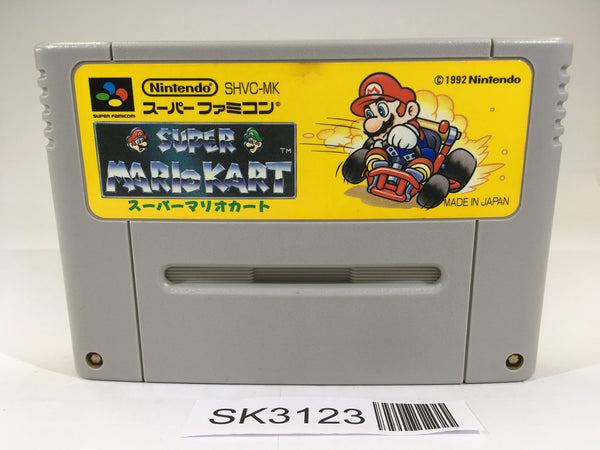 Nintendo SHVC-MK
© 1992 Nintendo
スーパーファミコン®
SUPER FAMICOM
SUPER
MARIO KART TM
スーパーマリオカート
MADE IN JAPAN
SK3123